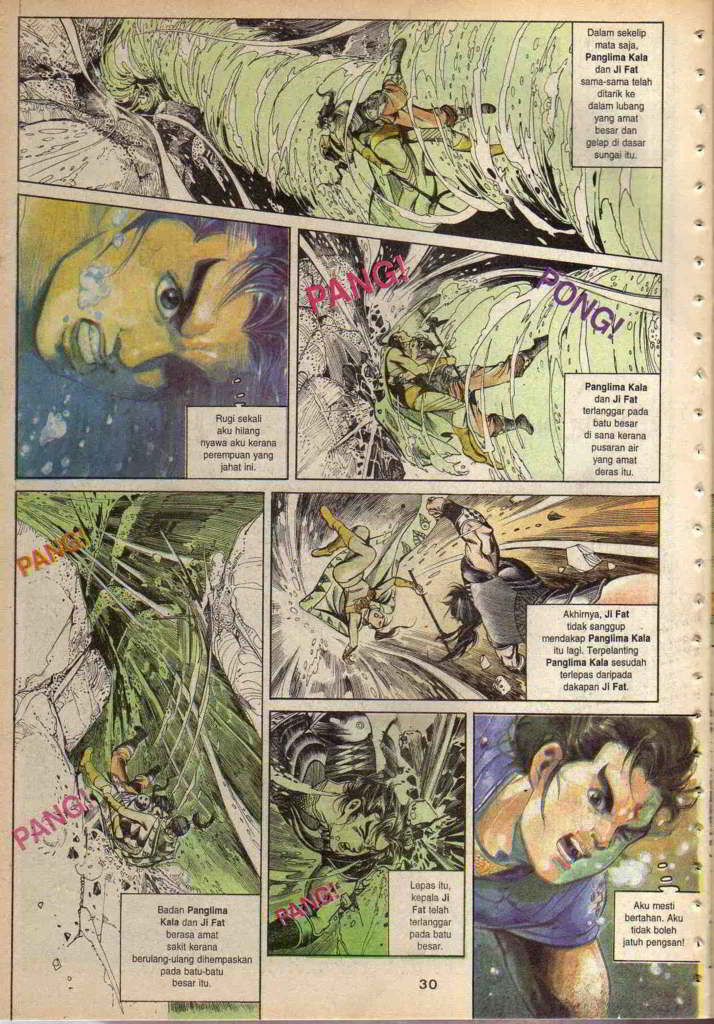 Dalam sekelip
mata saja,
Panglima Kala
dan Ji Fat
sama-sama telah
ditarik ke
dalam lubang
yang amat
besar dan
gelap di dasar
sungai itu.
Rugi sekali
aku hilang
nyawa aku kerana
perempuan yang
jahat ini.
PANG!
PONG!
Panglima Kala
dan Ji Fat
terlanggar pada
batu besar
di sana kerana
pusaran air
yang amat
deras itu.
PANG!
PANG!
Badan Panglima
Kala dan Ji Fat
berasa amat
sakit kerana
berulang-ulang dihempaskan
pada batu-batu
besar itu.
Akhirnya, Ji Fat
tidak sanggup
mendakap Panglima Kala
itu lagi. Terpelanting
Panglima Kala sesudah
terlepas daripada
dakapan Ji Fat.
PANG!
Lepas itu,
kepala Ji
Fat telah
terlanggar
pada batu
besar.
Aku mesti
bertahan. Aku
tidak boleh
jatuh pengsan!
30